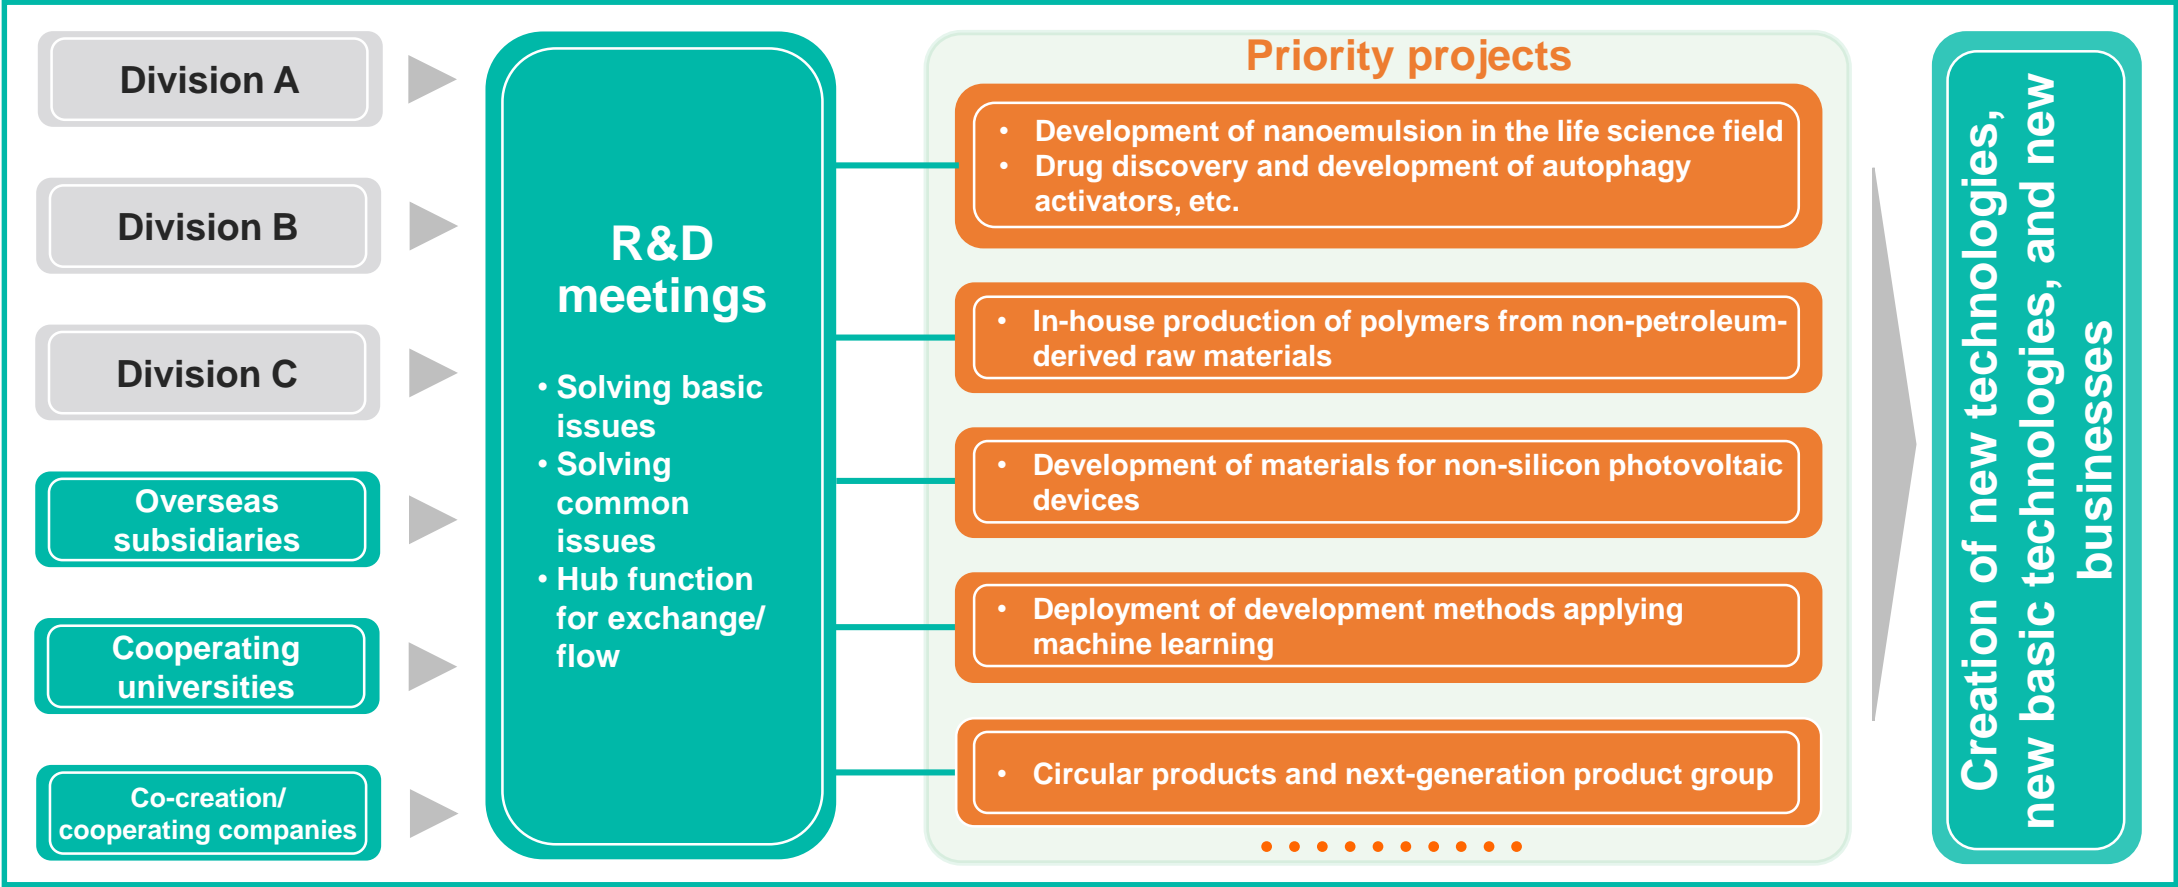 Division A
Division B
Division C
Overseas
subsidiaries
Cooperating
universities
Co-creation/
cooperating companies
R&D
meetings
• Solving basic
issues
• Solving
common
issues
• Hub function
for exchange/
flow
Priority projects
• Development of nanoemulsion in the life science field
• Drug discovery and development of autophagy
activators, etc.
• In-house production of polymers from non-petroleum-
derived raw materials
• Development of materials for non-silicon photovoltaic
devices
• Deployment of development methods applying
machine learning
• Circular products and next-generation product group
Creation of new technologies,
new basic technologies, and new
businesses